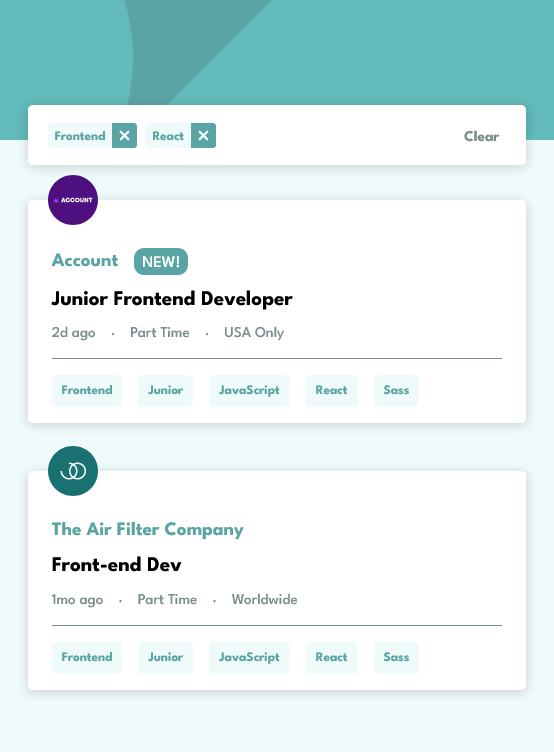 Frontend React Clear
ACCOUNT
Account NEW!
Junior Frontend Developer
2d ago · Part Time · USA Only
Frontend Junior JavaScript React Sass
The Air Filter Company
Front-end Dev
1mo ago · Part Time · Worldwide
Frontend Junior JavaScript React Sass